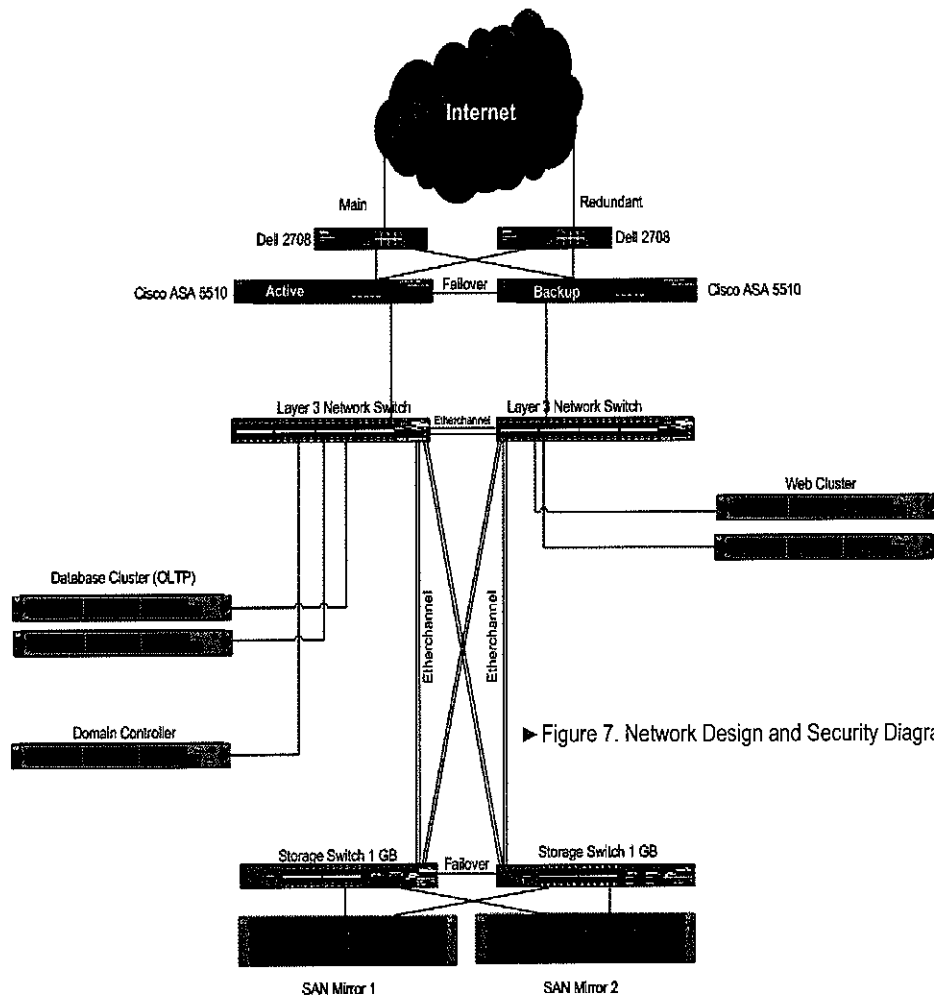 Internet
Main
Redundant
Dell 2708
Dell 2708
Cisco ASA 5510
Active
Failover
Backup
Cisco ASA 5510
Layer 3 Network Switch
Etherchannel
Layer 3 Network Switch
Web Cluster
Database Cluster (OLTP)
Etherchannel
Etherchannel
Domain Controller
►Figure 7. Network Design and Security Diagra
Storage Switch 1 GB
Failover
Storage Switch 1 GB
SAN Mirror 1
SAN Mirror 2